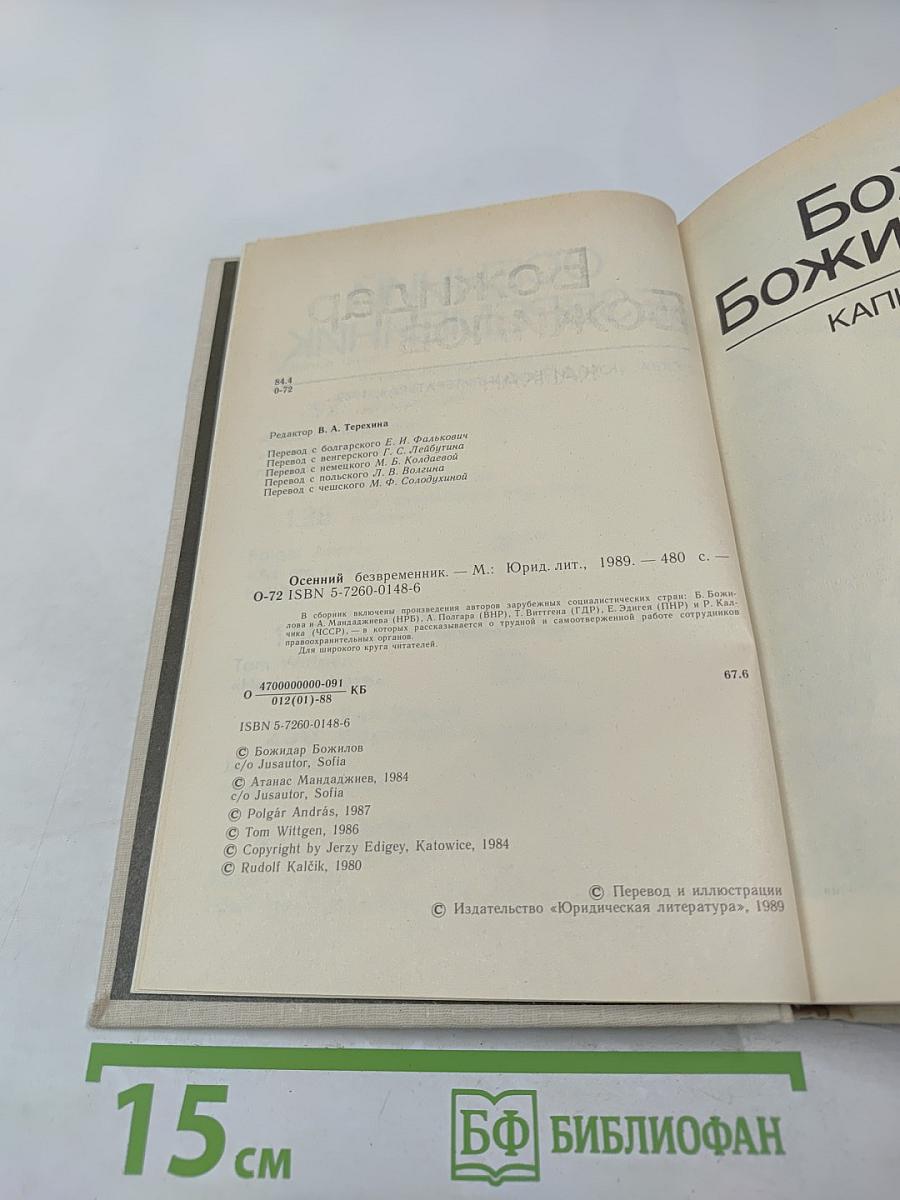 84.4
О-72
Редактор В. А. Терехина
Перевод с болгарского Е. И. Фалькович
Перевод с венгерского Г. С. Лейбутина
Перевод с немецкого М. Б. Колдаевой
Перевод с польского Л. В. Волгина
Перевод с чешского М. Ф. Солодухиной
Осенний безвременник. — М.: Юрид. лит., 1989. — 480 с. —
О-72 ISBN 5-7260-0148-6
В сборник включены произведения авторов зарубежных социалистических стран: Б. Божи-
лова и А. Мандаджиева (НРБ), А. Полгара (ВНР), Т. Виттгена (ГДР), Е. Эдигея (ПНР) и Р. Кал-
чика (ЧССР), — в которых рассказывается о трудной и самоотверженной работе сотрудников
правоохранительных органов.
Для широкого круга читателей.
О 4700000000-091 КБ
012(01)-88
67.6
ISBN 5-7260-0148-6
© Божидар Божилов
c/o Jusautor, Sofia
© Атанас Мандаджиев, 1984
c/o Jusautor, Sofia
© Polgár András, 1987
© Tom Wittgen, 1986
© Copyright by Jerzy Edigey, Katowice, 1984
© Rudolf Kalčik, 1980
© Перевод и иллюстрации
© Издательство «Юридическая литература», 1989
15 см
БФ БИБЛИОФАН